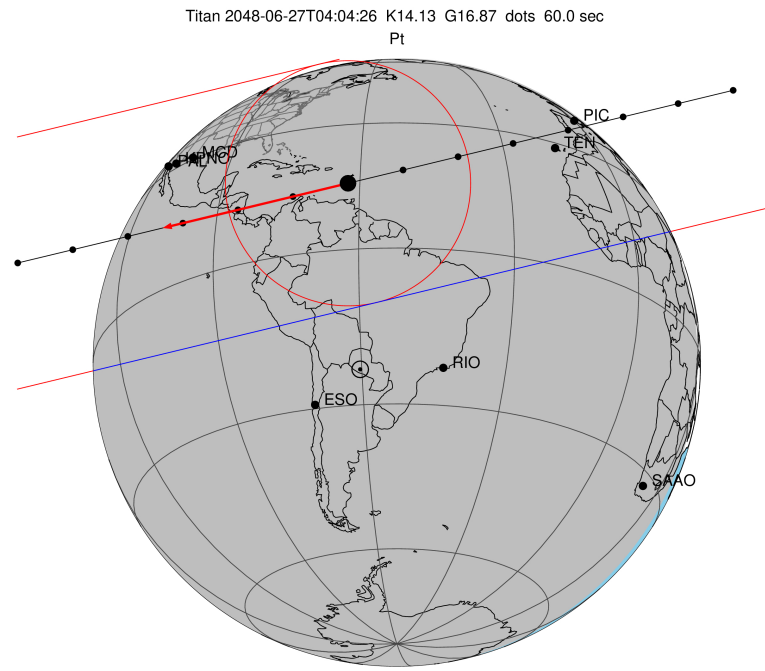 Titan 2048-06-27T04:04:26 K14.13 G16.87 dots 60.0 sec
Pt
PIC
TEN
MCD
RIO
ESO
SAAO